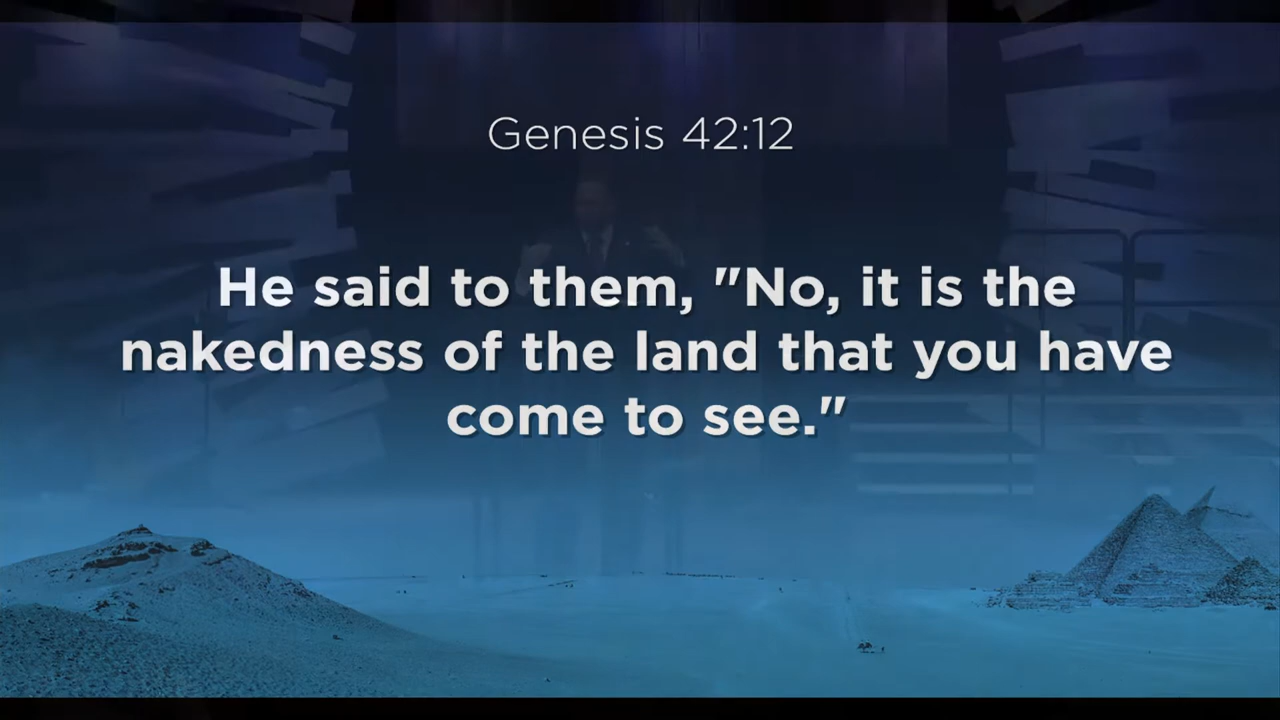 Genesis 42:12
He said to them, "No, it is the
nakedness of the land that you have
come to see."